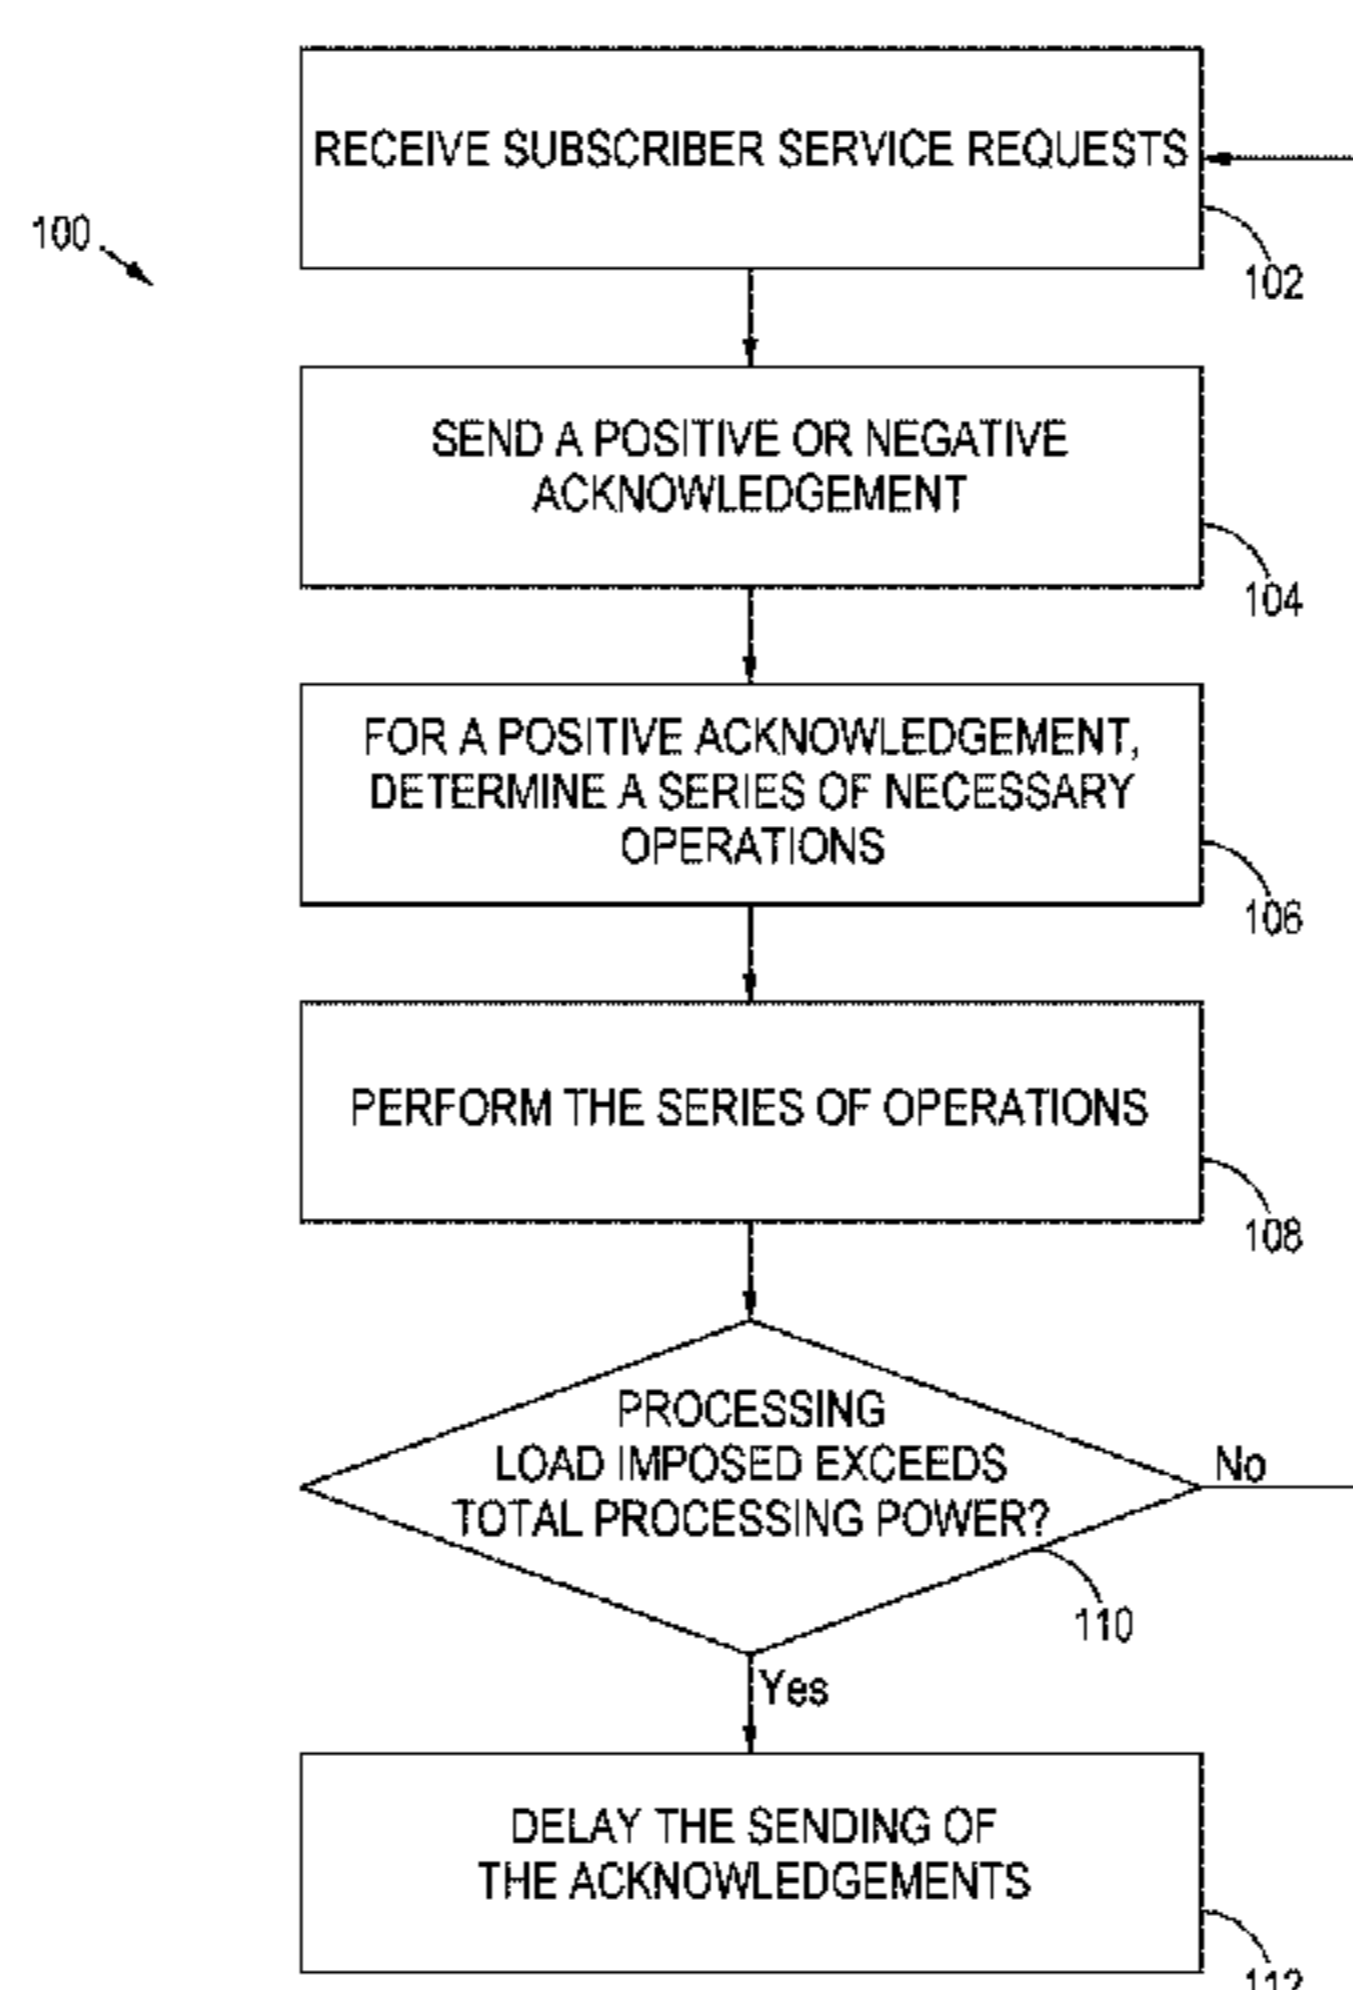 RECEIVE SUBSCRIBER SERVICE REQUESTS
100
102
SEND A POSITIVE OR NEGATIVE
ACKNOWLEDGEMENT
104
FOR A POSITIVE ACKNOWLEDGEMENT,
DETERMINE A SERIES OF NECESSARY
OPERATIONS
106
PERFORM THE SERIES OF OPERATIONS
108
PROCESSING
LOAD IMPOSED EXCEEDS
TOTAL PROCESSING POWER?
No
110
Yes
DELAY THE SENDING OF
THE ACKNOWLEDGEMENTS
112